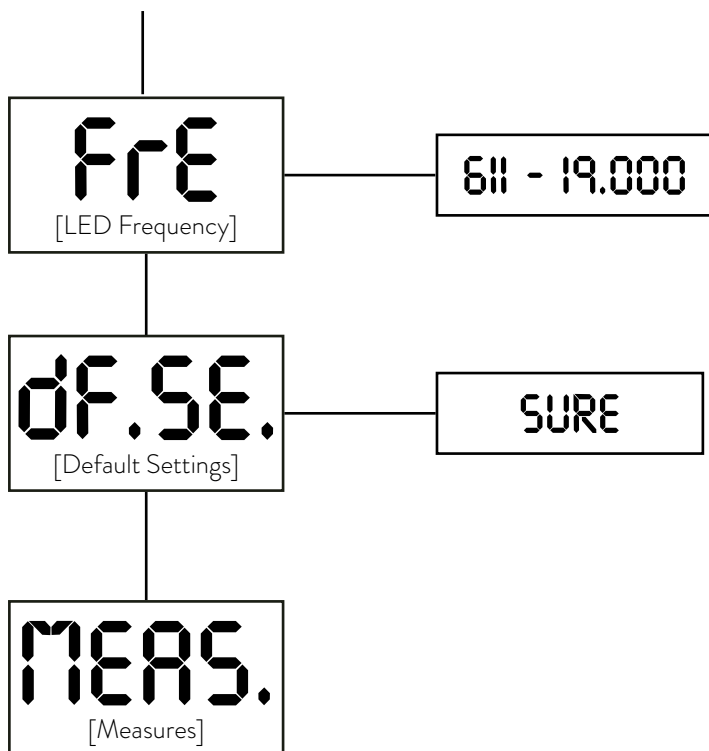 FrE
[LED Frequency]
611 - 19.000
dF.SE.
[Default Settings]
SURE
MEAS.
[Measures]